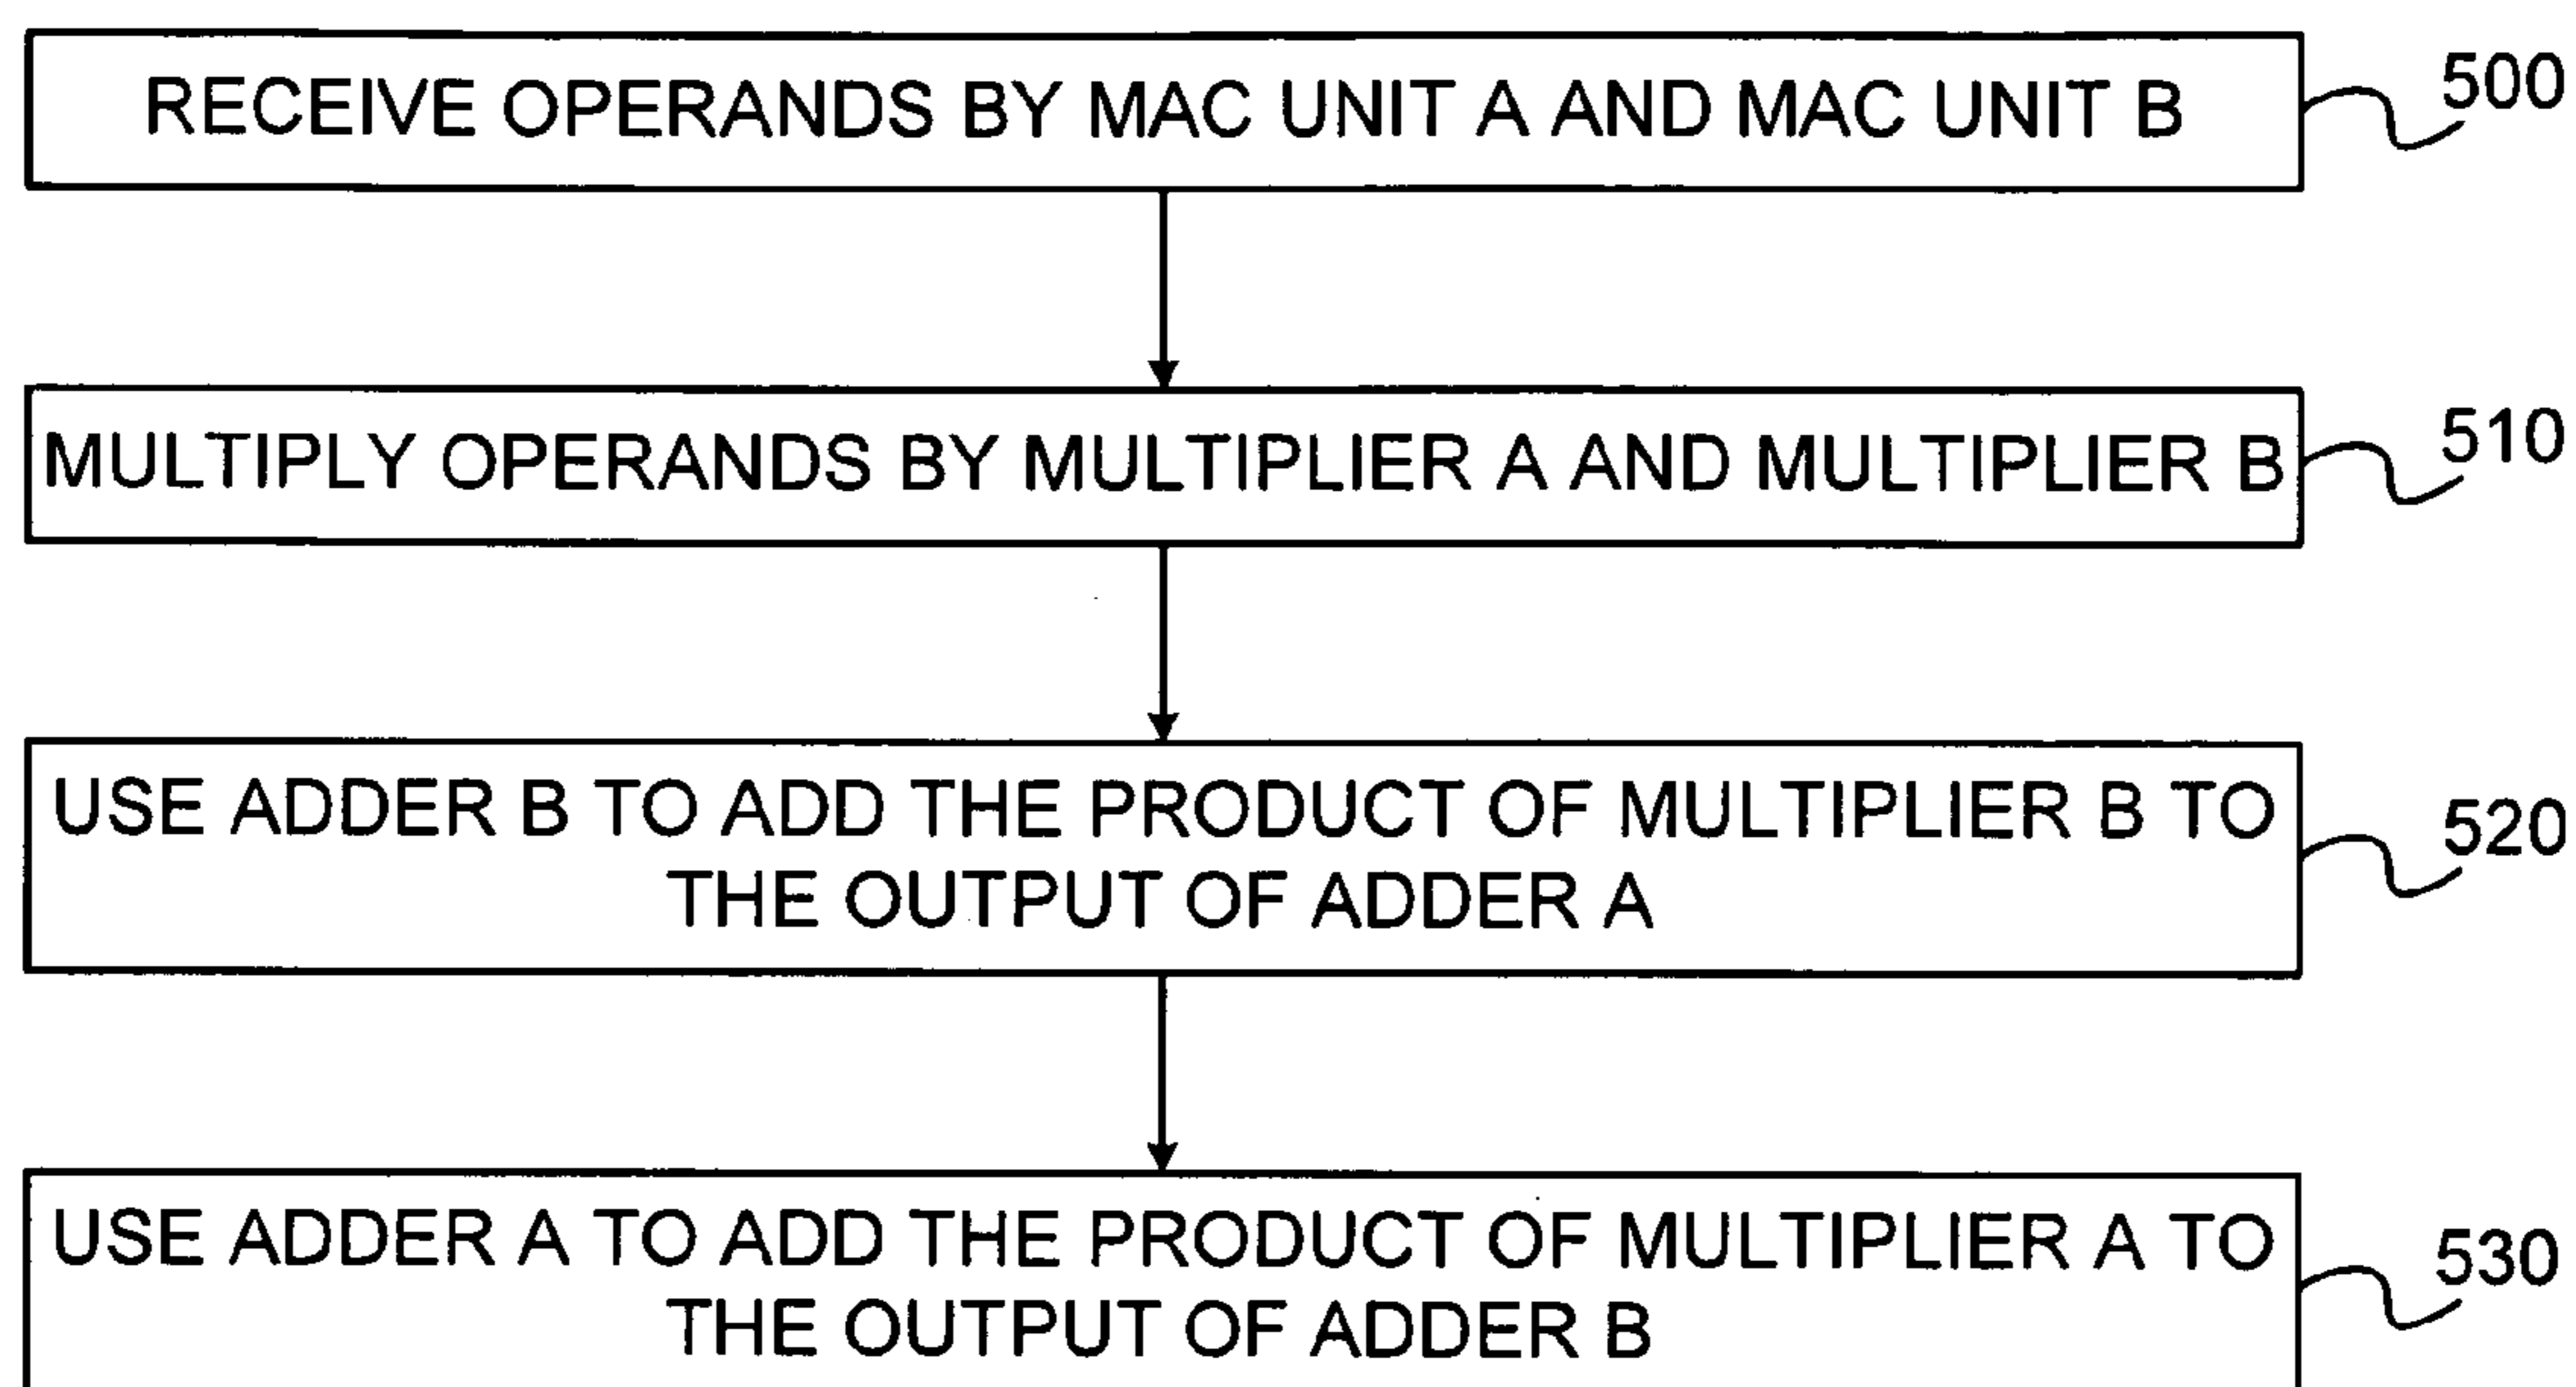 RECEIVE OPERANDS BY MAC UNIT A AND MAC UNIT B
500
MULTIPLY OPERANDS BY MULTIPLIER A AND MULTIPLIER B
510
USE ADDER B TO ADD THE PRODUCT OF MULTIPLIER B TO
THE OUTPUT OF ADDER A
520
USE ADDER A TO ADD THE PRODUCT OF MULTIPLIER A TO
THE OUTPUT OF ADDER B
530